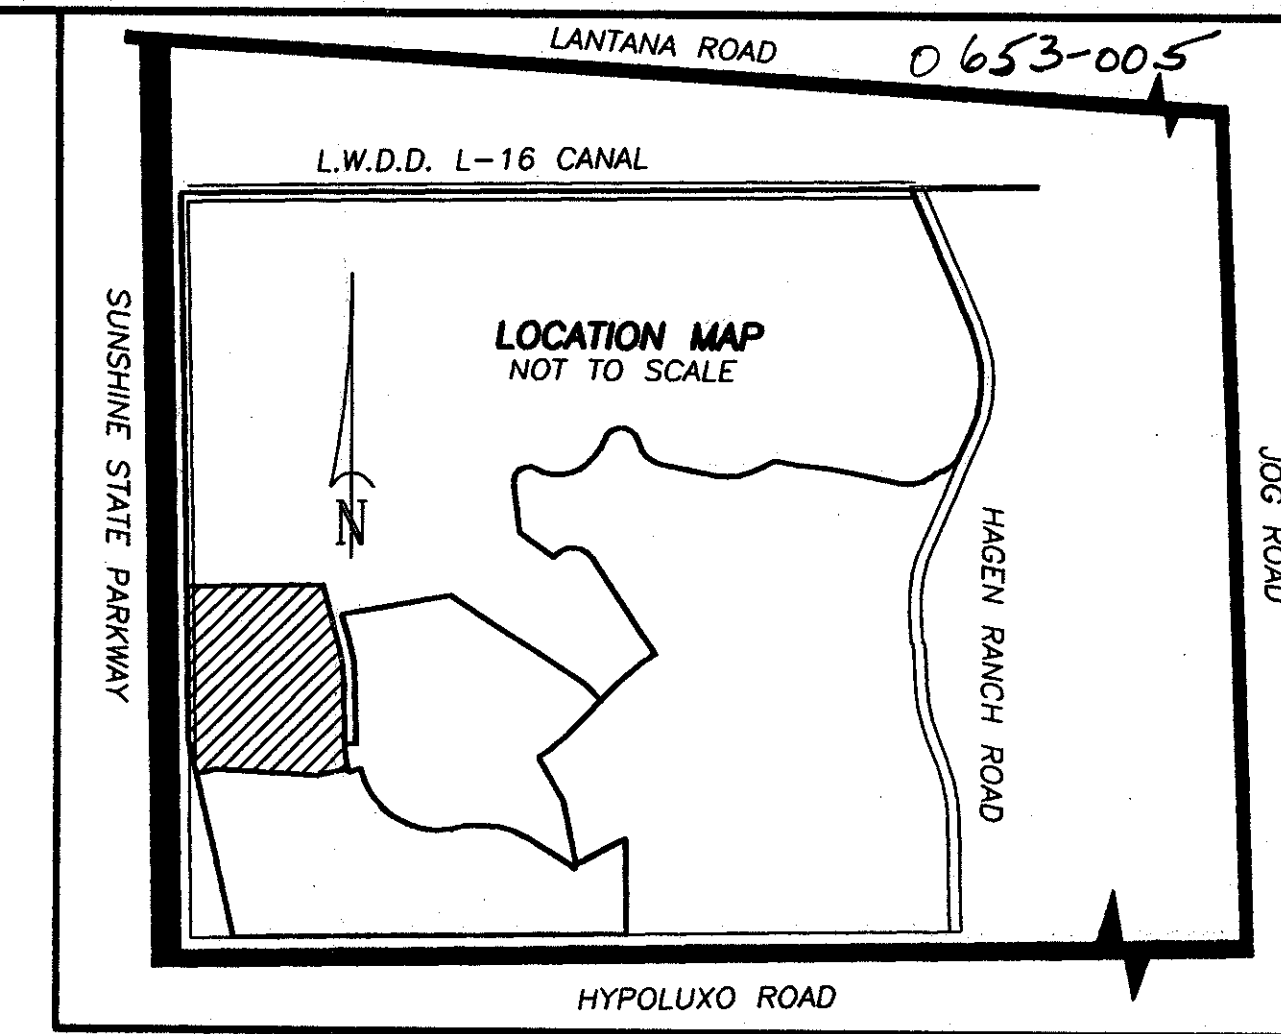 LANTANA ROAD
0653-005
L.W.D.D. L-16 CANAL
SUNSHINE STATE PARKWAY
LOCATION MAP
NOT TO SCALE
N
HAGEN RANCH ROAD
JOG ROAD
HYPOLUXO ROAD